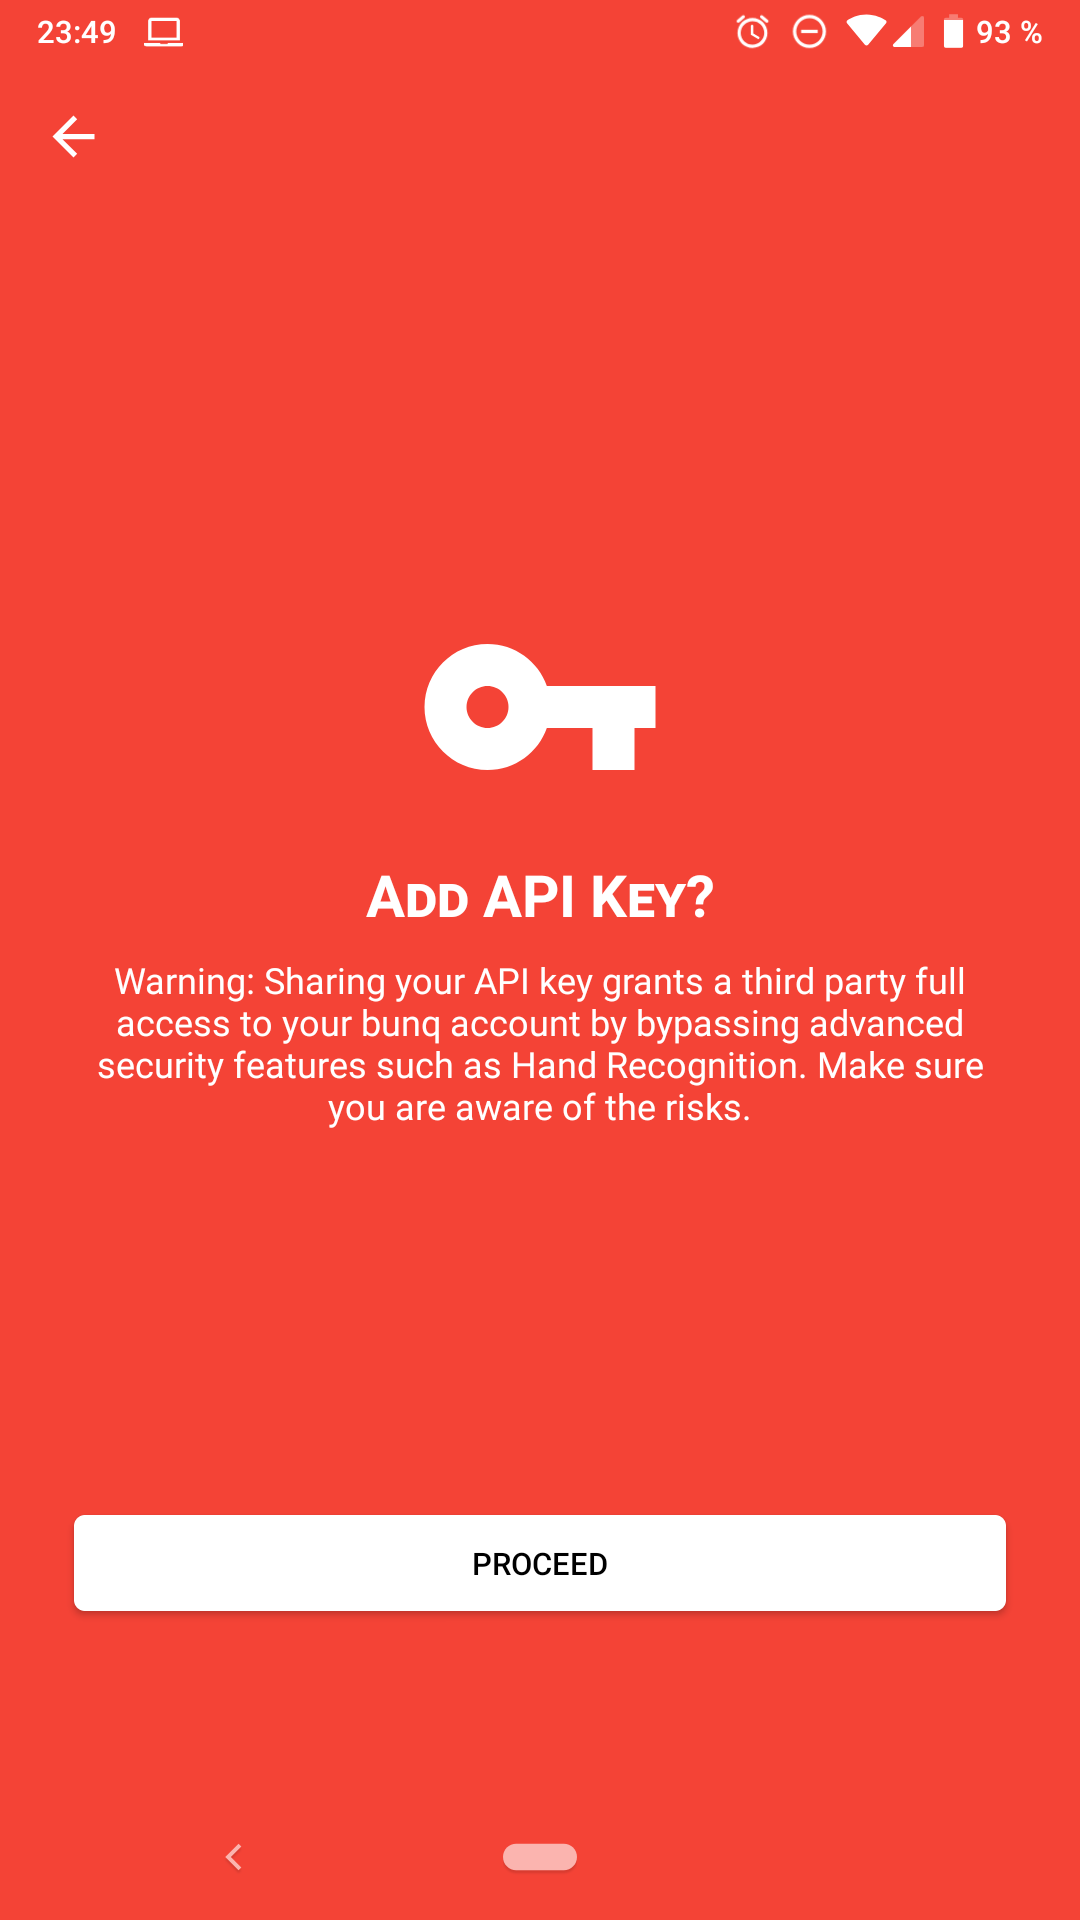 23:49
93 %
Add API Key?
Warning: Sharing your API key grants a third party full
access to your bunq account by bypassing advanced
security features such as Hand Recognition. Make sure
you are aware of the risks.
PROCEED